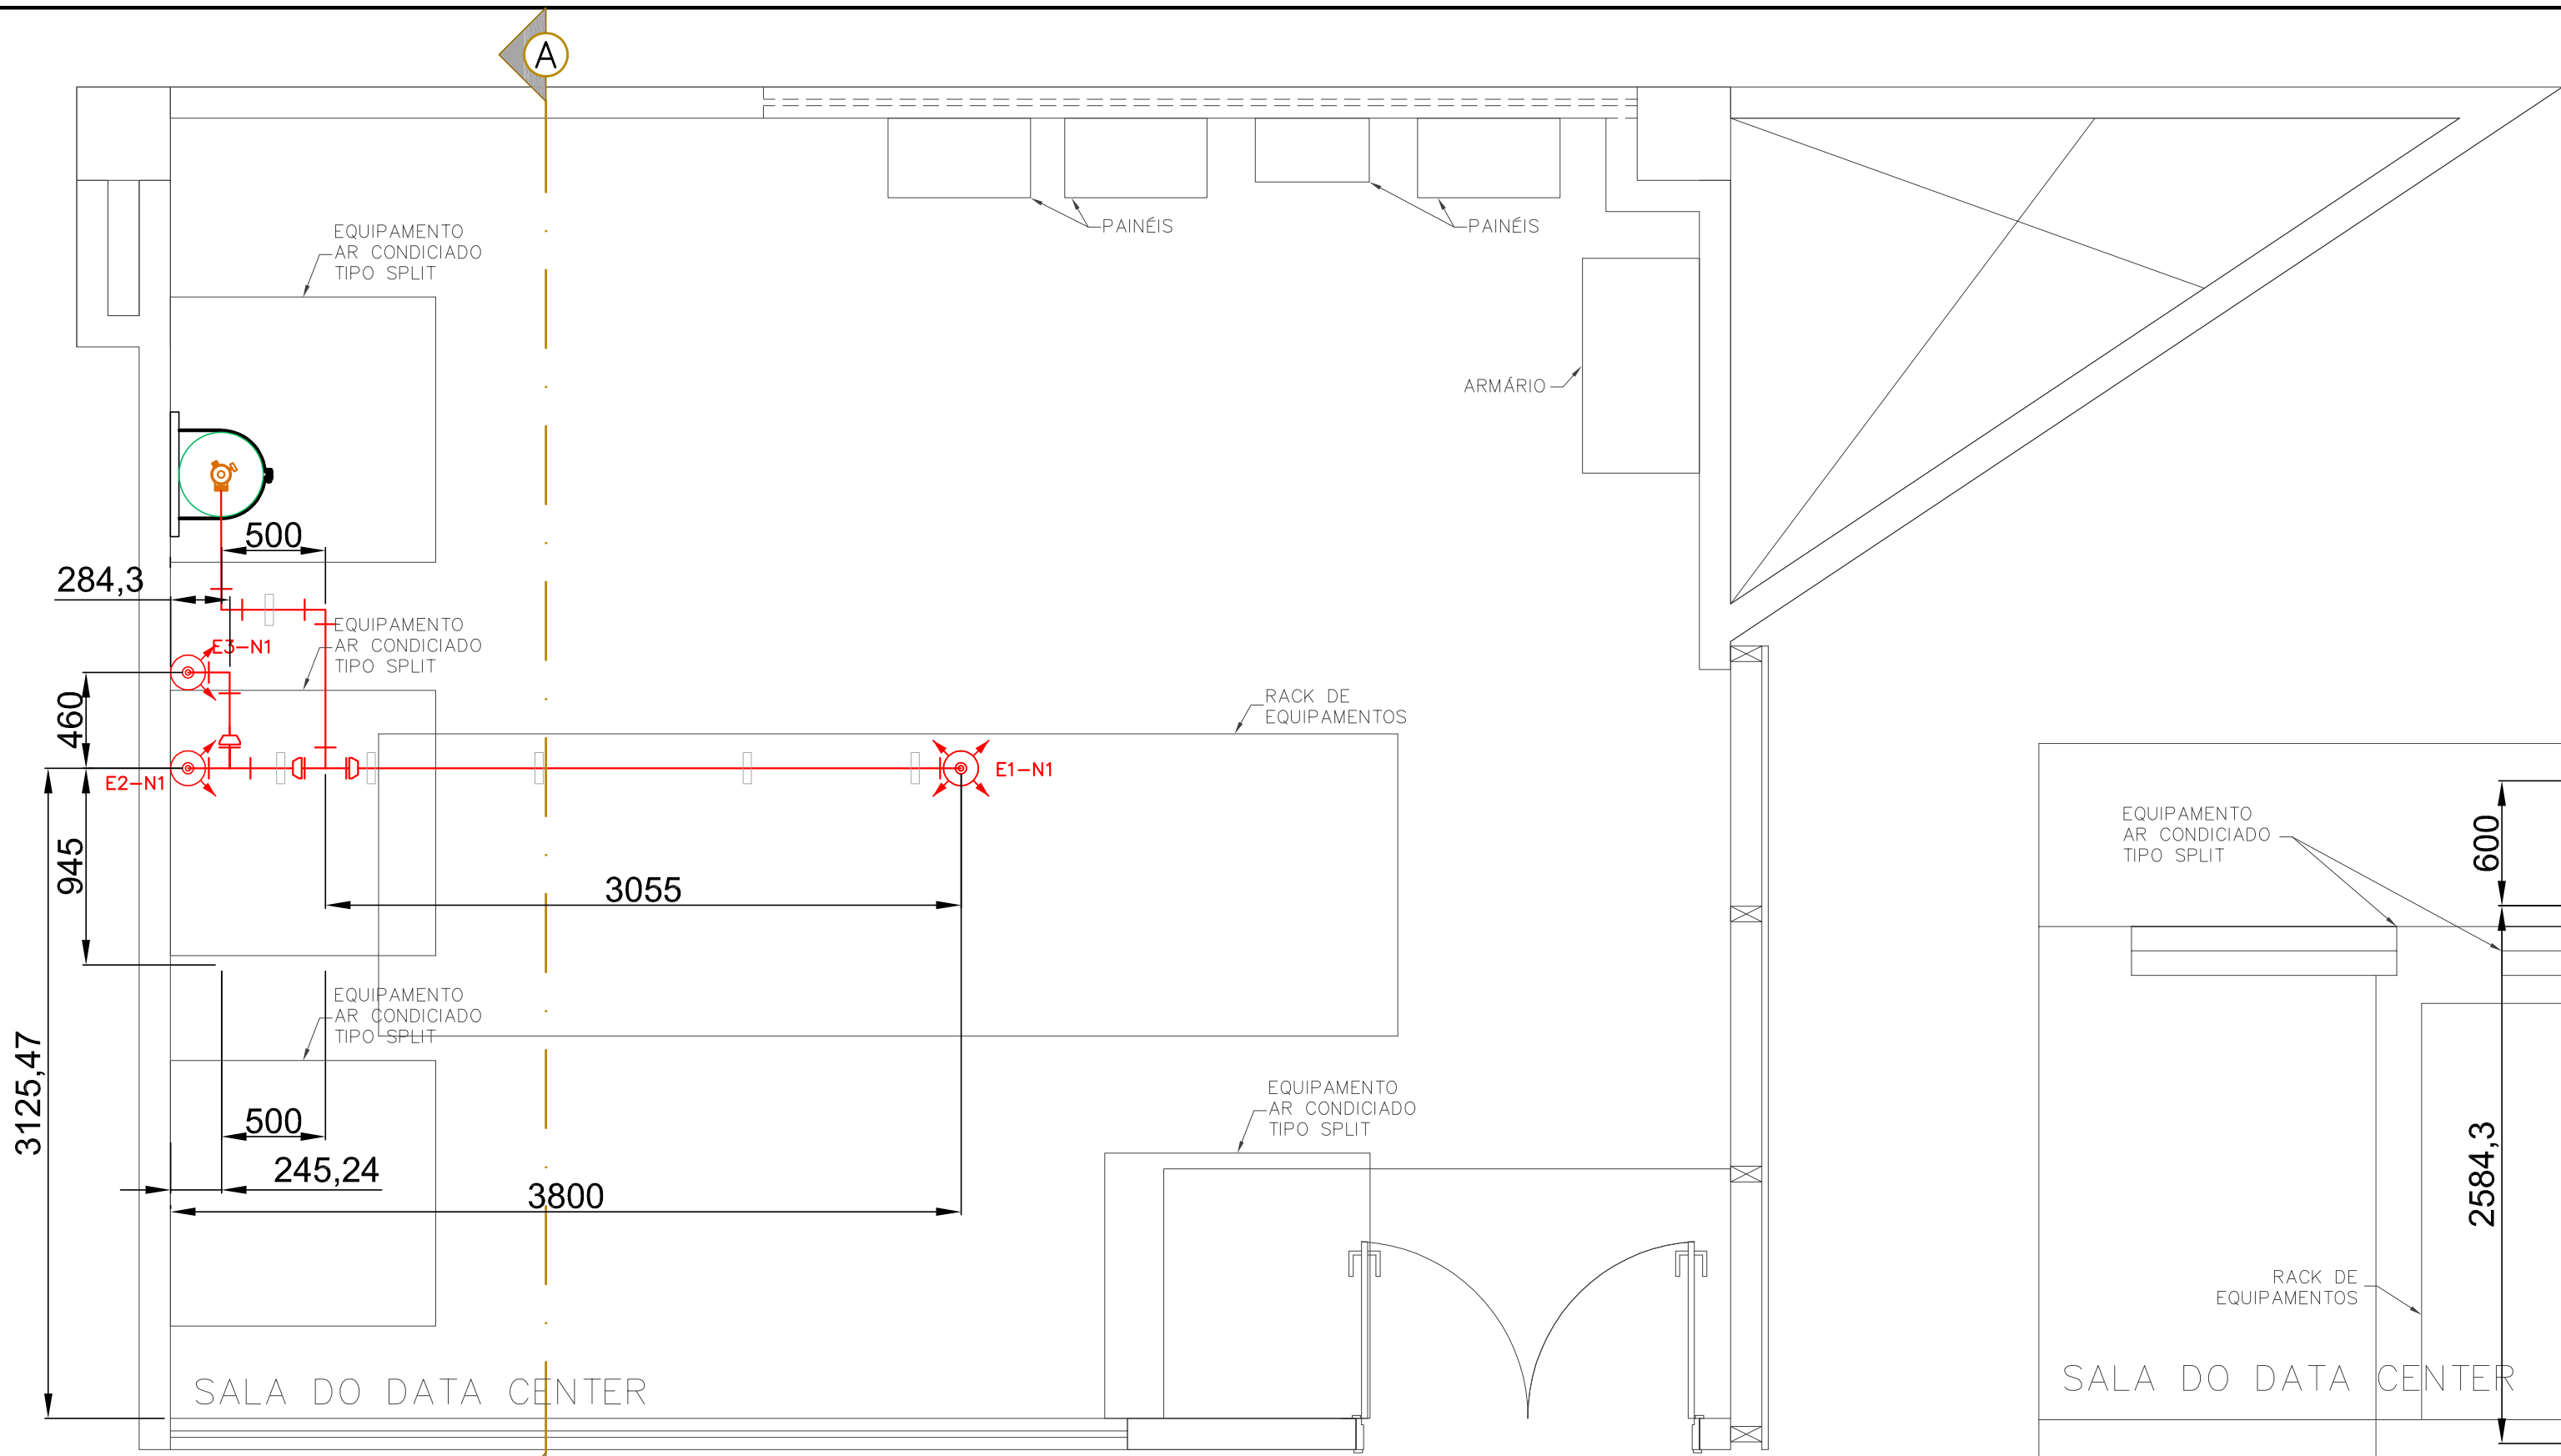 A
EQUIPAMENTO
AR CONDICIADO
TIPO SPLIT
PAINÉIS
PAINÉIS
ARMÁRIO
500
284,3
EQUIPAMENTO
AR CONDICIADO
TIPO SPLIT
E3-N1
460
RACK DE
EQUIPAMENTOS
E2-N1
E1-N1
945
3055
EQUIPAMENTO
AR CONDICIADO
TIPO SPLIT
3125,47
500
245,24
3800
EQUIPAMENTO
AR CONDICIADO
TIPO SPLIT
SALA DO DATA CENTER
EQUIPAMENTO
AR CONDICIADO
TIPO SPLIT
600
2584,3
RACK DE
EQUIPAMENTOS
SALA DO DATA CENTER